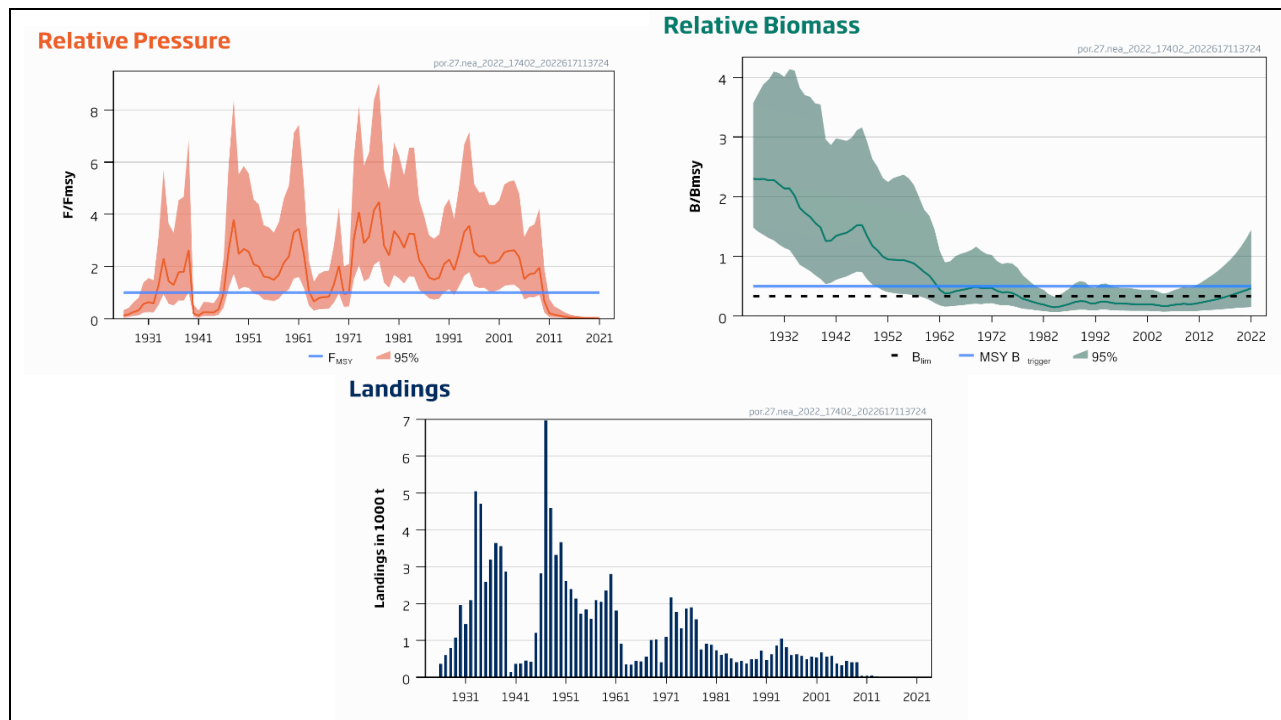 Relative Pressure
por.27.nea_2022_17402_2022617113724
F/Fmsy
8
6
4
2
0
1931 1941 1951 1961 1971 1981 1991 2001 2011 2021
FMSY 95%
Relative Biomass
por.27.nea_2022_17402_2022617113724
B/Bmsy
4
3
2
1
0
1932 1942 1952 1962 1972 1982 1992 2002 2012 2022
Blim MSY B trigger 95%
Landings
por.27.nea_2022_17402_2022617113724
Landings in 1000 t
7
6
5
4
3
2
1
0
1931 1941 1951 1961 1971 1981 1991 2001 2011 2021